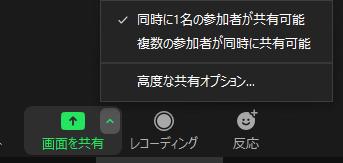 同時に1名の参加者が共有可能
複数の参加者が同時に共有可能
高度な共有オプション...
画面を共有
レコーディング
反応